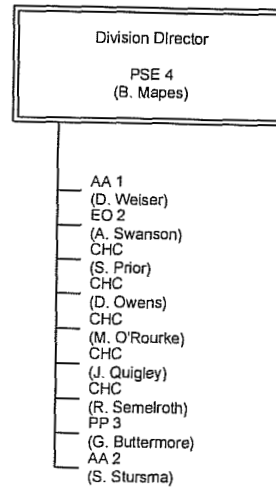 Division Director
PSE 4
(B. Mapes)
AA 1
(D. Weiser)
EO 2
(A. Swanson)
CHC
(S. Prior)
CHC
(D. Owens)
CHC
(M. O'Rourke)
CHC
(J. Quigley)
CHC
(R. Semelroth)
PP 3
(G. Buttermore)
AA 2
(S. Stursma)